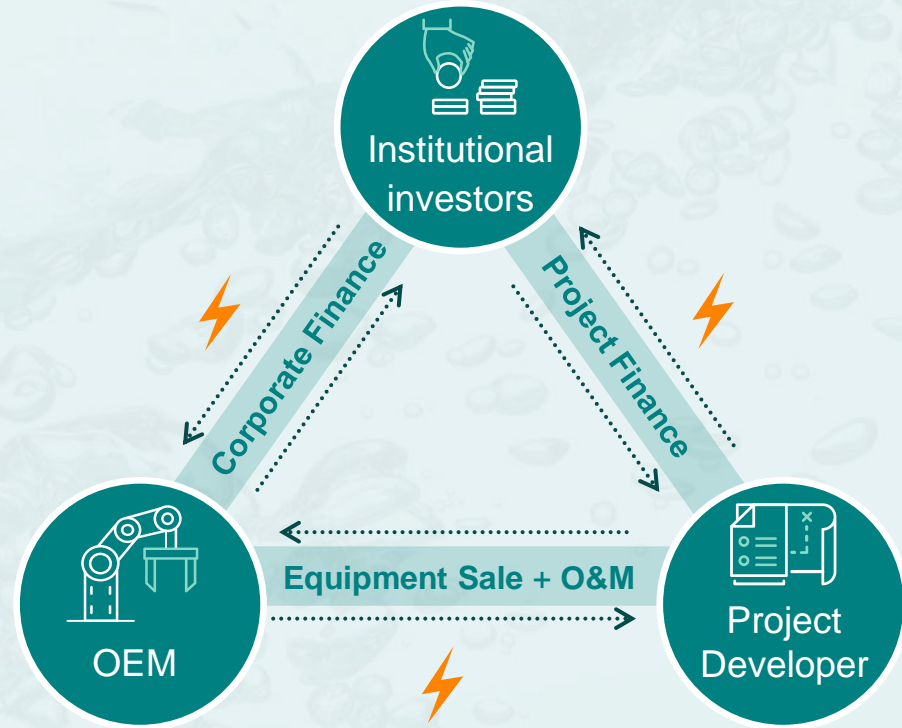 Institutional
investors
Corporate Finance
Project Finance
Equipment Sale + O&M
OEM
Project
Developer